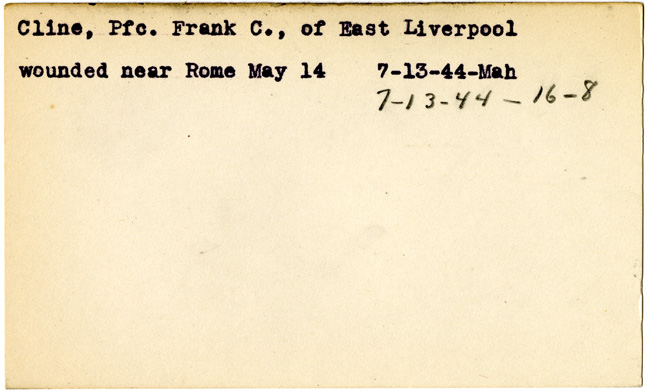 Cline, Pfc. Frank C., of East Liverpool
wounded near Rome May 14 7-13-44-Mah
7-13-44-16-8